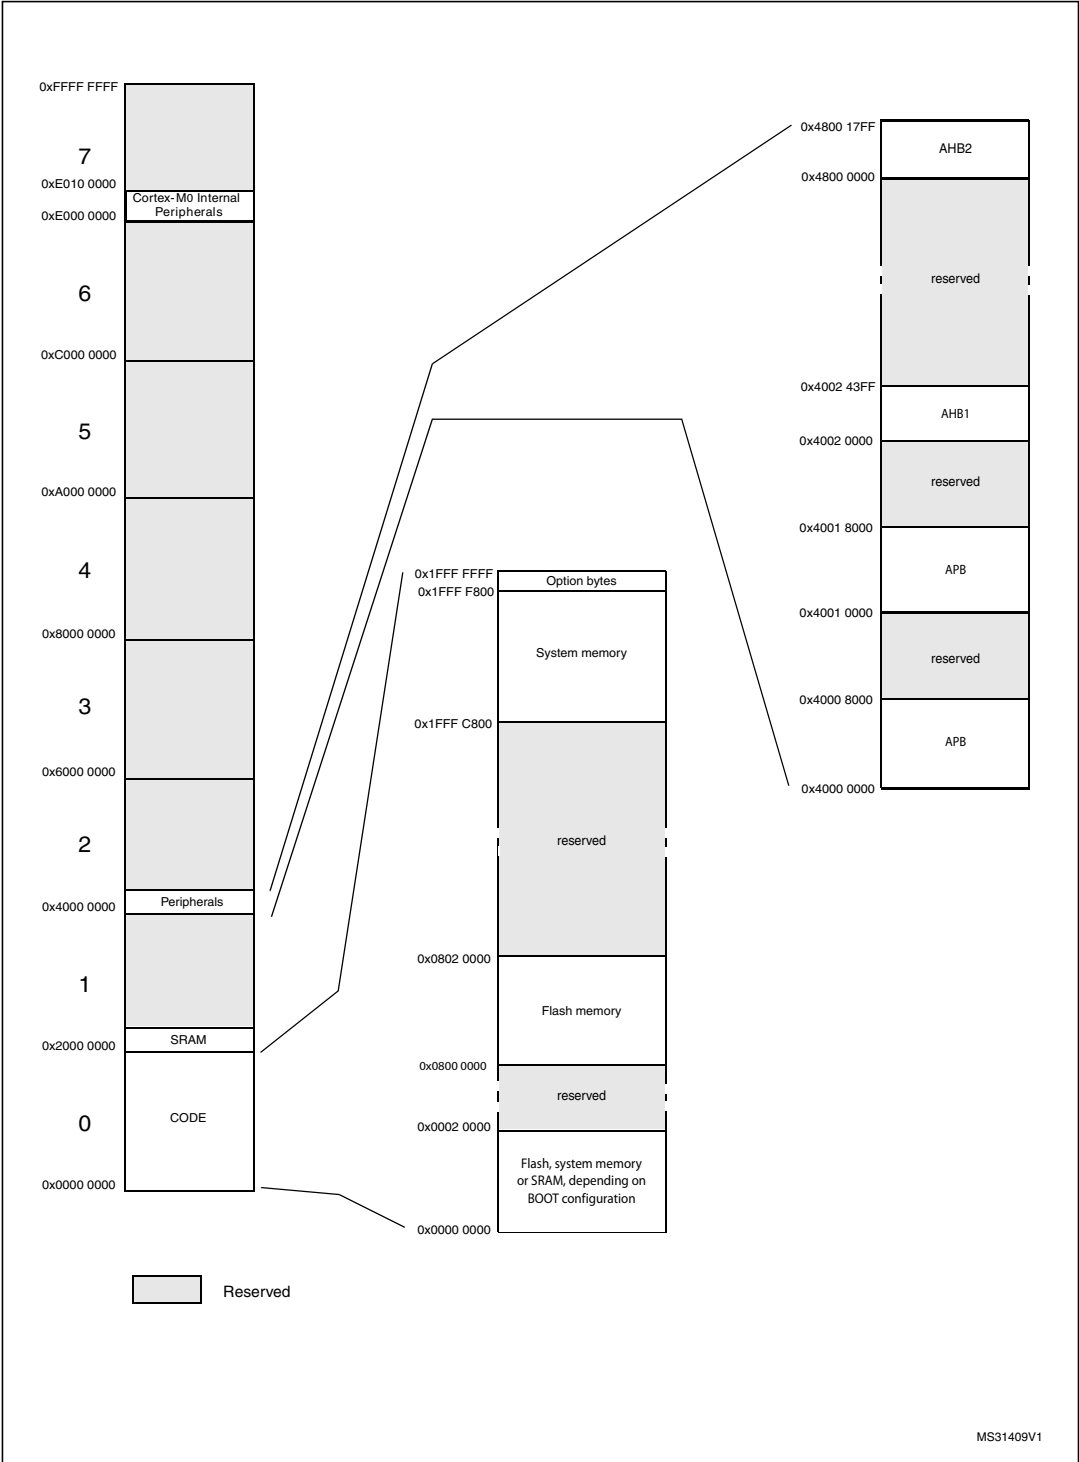 0xFFFF FFFF
7
0xE010 0000
Cortex-M0 Internal
Peripherals
0xE000 0000
6
0xC000 0000
5
0xA000 0000
4
0x8000 0000
3
0x6000 0000
2
Peripherals
0x4000 0000
1
SRAM
0x2000 0000
CODE
0
0x0000 0000
0x1FFF FFFF
Option bytes
0x1FFF F800
System memory
0x1FFF C800
reserved
0x0802 0000
Flash memory
0x0800 0000
reserved
0x0002 0000
Flash, system memory
or SRAM, depending on
BOOT configuration
0x0000 0000
0x4800 17FF
AHB2
0x4800 0000
reserved
0x4002 43FF
AHB1
0x4002 0000
reserved
0x4001 8000
APB
0x4001 0000
reserved
0x4000 8000
APB
0x4000 0000
Reserved
MS31409V1